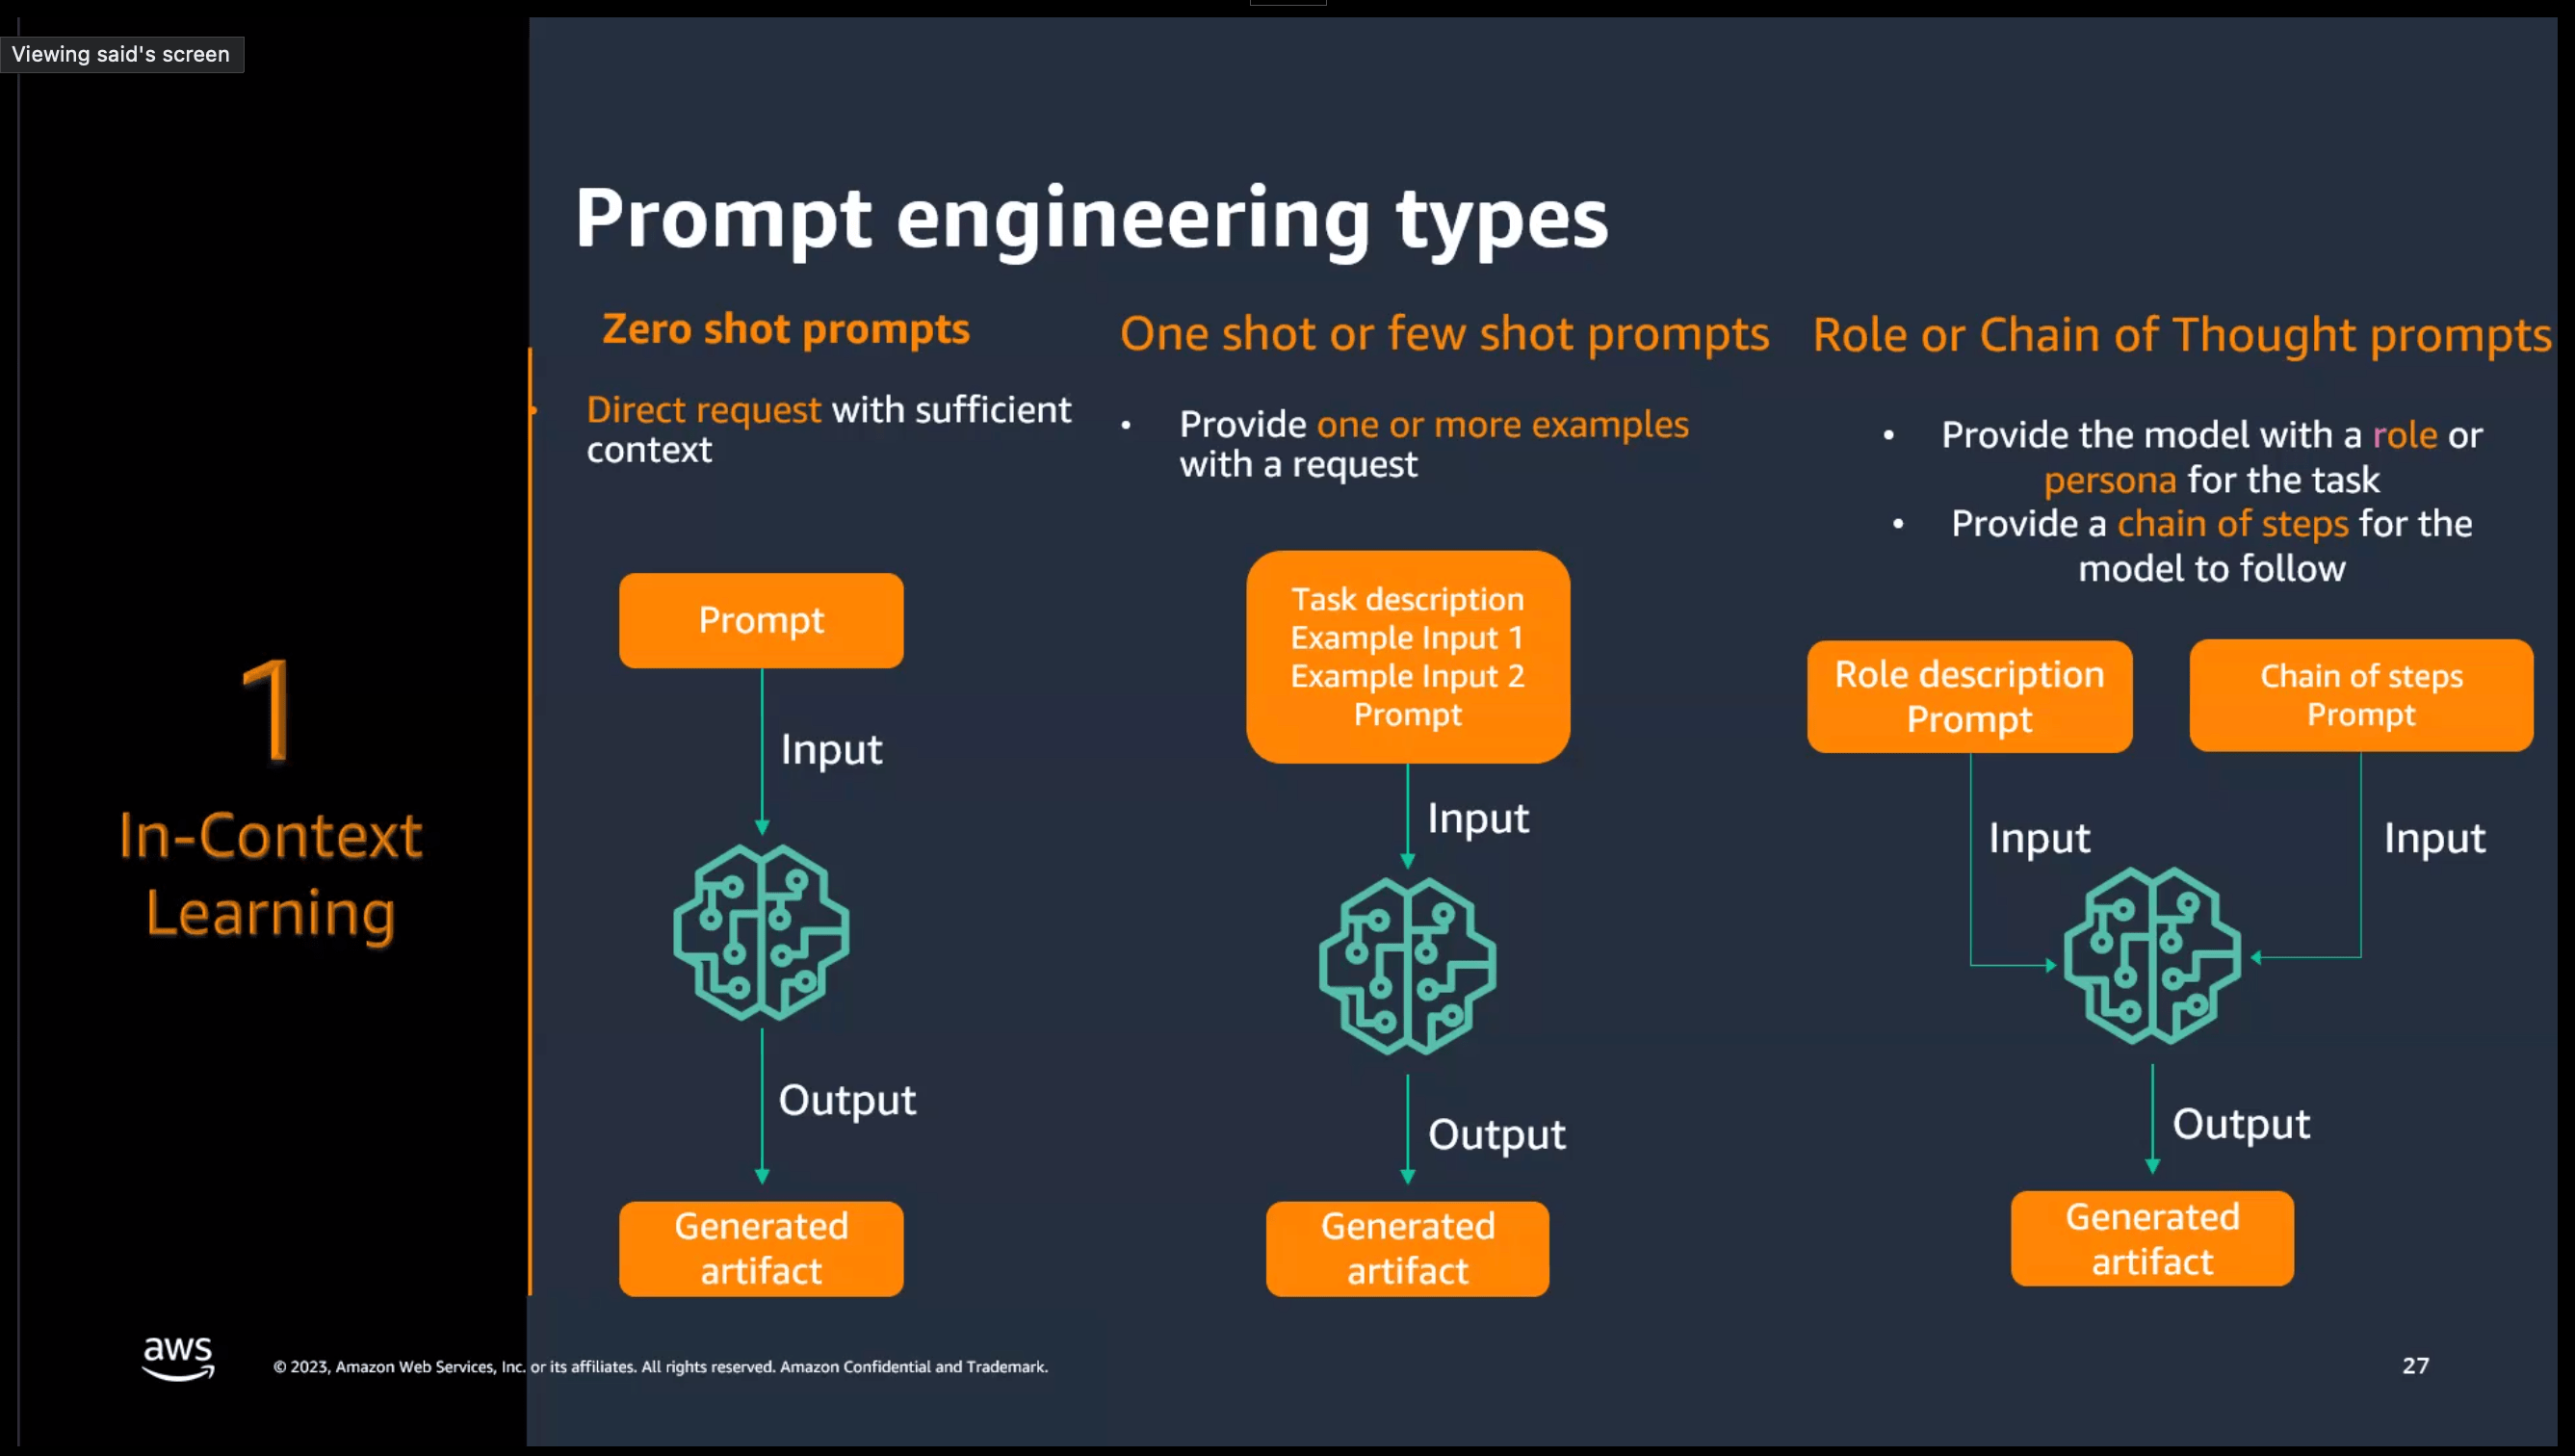 Viewing said's screen
1
In-Context
Learning
Prompt engineering types
Zero shot prompts
Direct request with sufficient
context
Prompt
Input
Output
Generated
artifact
One shot or few shot prompts
• Provide one or more examples
with a request
Task description
Example Input 1
Example Input 2
Prompt
Input
Output
Generated
artifact
Role or Chain of Thought prompts
• Provide the model with a role or
persona for the task
• Provide a chain of steps for the
model to follow
Role description
Prompt
Chain of steps
Prompt
Input
Input
Output
Generated
artifact
aws
© 2023, Amazon Web Services, Inc. or its affiliates. All rights reserved. Amazon Confidential and Trademark.
27